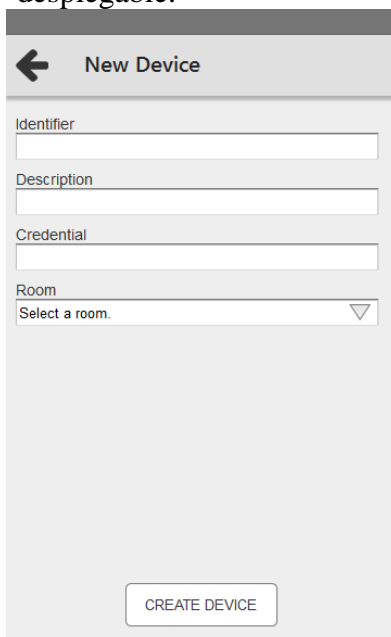 desplegable.
New Device
Identifier
Description
Credential
Room
Select a room.
CREATE DEVICE